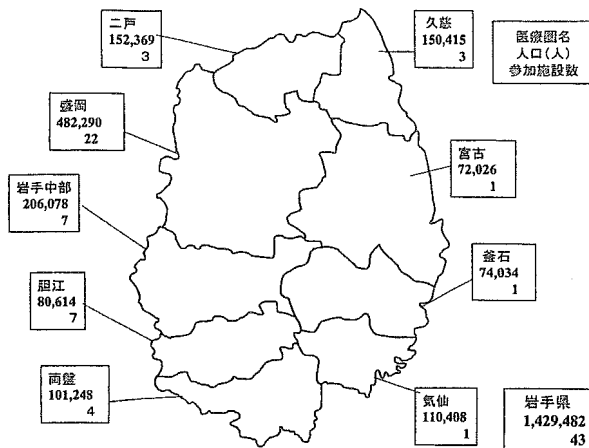 二戸
152,369
3
久慈
150,415
3
医療圏名
人口(人)
参加施設数
盛岡
482,290
22
宮古
72,026
1
岩手中部
206,078
7
釜石
74,034
1
胆江
80,614
7
両盤
101,248
4
気仙
110,408
1
岩手県
1,429,482
43